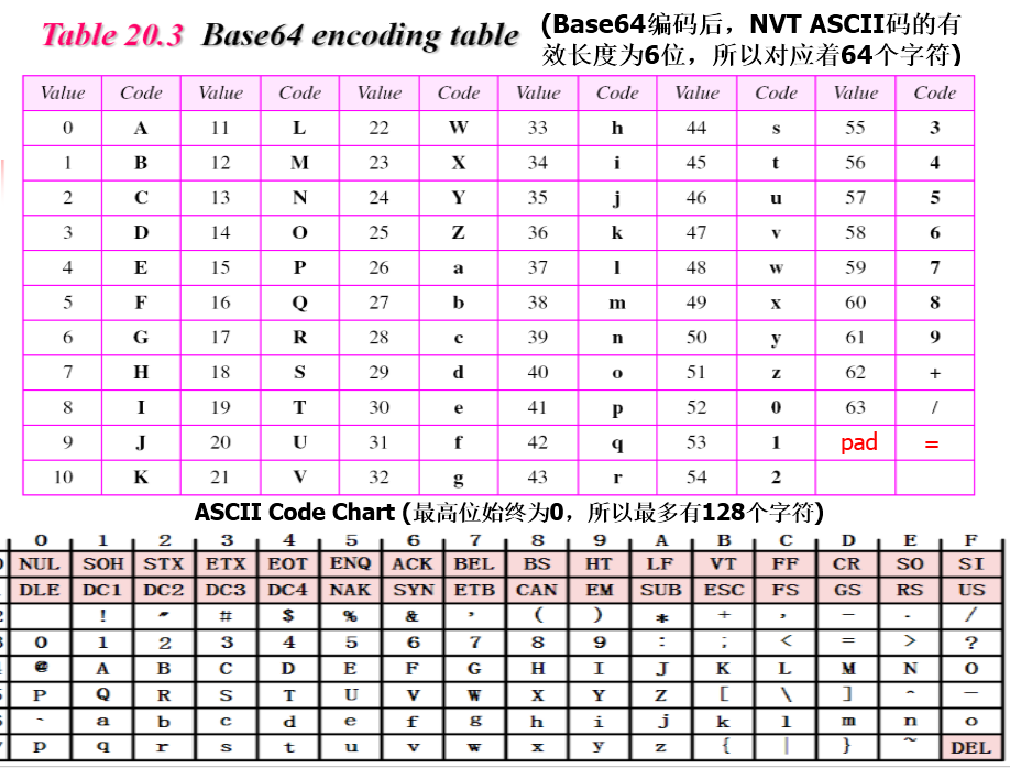 Table 20.3 Base64 encoding table
(Base64编码后，NVT ASCII码的有
效长度为6位，所以对应着64个字符)
Value Code Value Code Value Code Value Code Value Code Value Code
0 A 11 L 22 W 33 h 44 s 55 3
1 B 12 M 23 X 34 i 45 t 56 4
2 C 13 N 24 Y 35 j 46 u 57 5
3 D 14 O 25 Z 36 k 47 v 58 6
4 E 15 P 26 a 37 l 48 w 59 7
5 F 16 Q 27 b 38 m 49 x 60 8
6 G 17 R 28 c 39 n 50 y 61 9
7 H 18 S 29 d 40 o 51 z 62 +
8 I 19 T 30 e 41 p 52 0 63 /
9 J 20 U 31 f 42 q 53 1 pad =
10 K 21 V 32 g 43 r 54 2
ASCII Code Chart (最高位始终为0，所以最多有128个字符)
0 1 2 3 4 5 6 7 8 9 A B C D E F
NUL SOH STX ETX EOT ENQ ACK BEL BS HT LF VT FF CR SO SI
DLE DC1 DC2 DC3 DC4 NAK SYN ETB CAN EM SUB ESC FS GS RS US
! " # $ % & ' ( ) * + , - . /
0 1 2 3 4 5 6 7 8 9 : ; < = > ?
@ A B C D E F G H I J K L M N O
P Q R S T U V W X Y Z [ \ ] ^ _
` a b c d e f g h i j k l m n o
p q r s t u v w x y z { | } ~ DEL